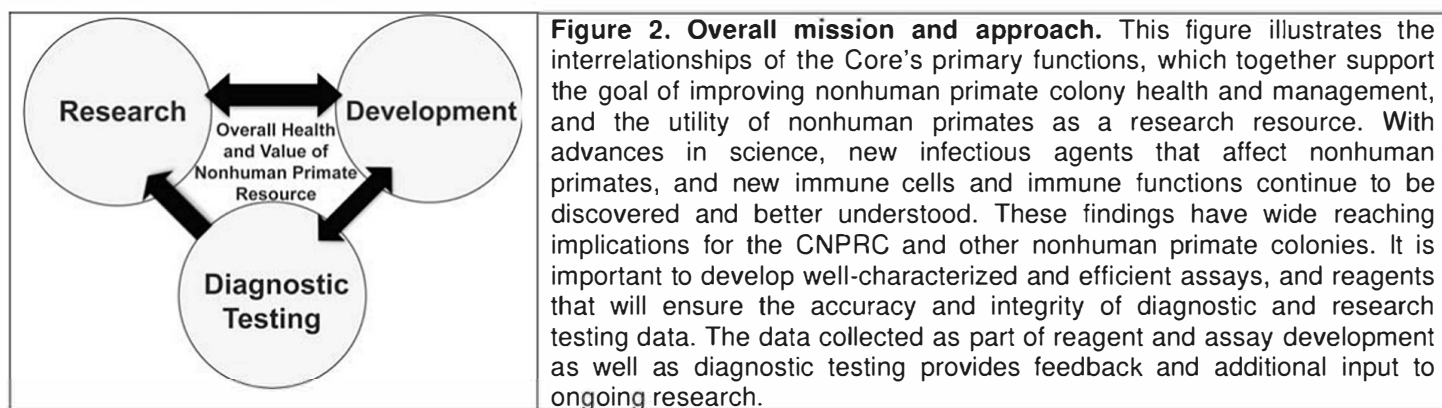 Research
Development
Overall Health
and Value of
Nonhuman Primate
Resource
Diagnostic
Testing
Figure 2. Overall mission and approach. This figure illustrates the
interrelationships of the Core's primary functions, which together support
the goal of improving nonhuman primate colony health and management,
and the utility of nonhuman primates as a research resource. With
advances in science, new infectious agents that affect nonhuman
primates, and new immune cells and immune functions continue to be
discovered and better understood. These findings have wide reaching
implications for the CNPRC and other nonhuman primate colonies. It is
important to develop well-characterized and efficient assays, and reagents
that will ensure the accuracy and integrity of diagnostic and research
testing data. The data collected as part of reagent and assay development
as well as diagnostic testing provides feedback and additional input to
ongoing research.